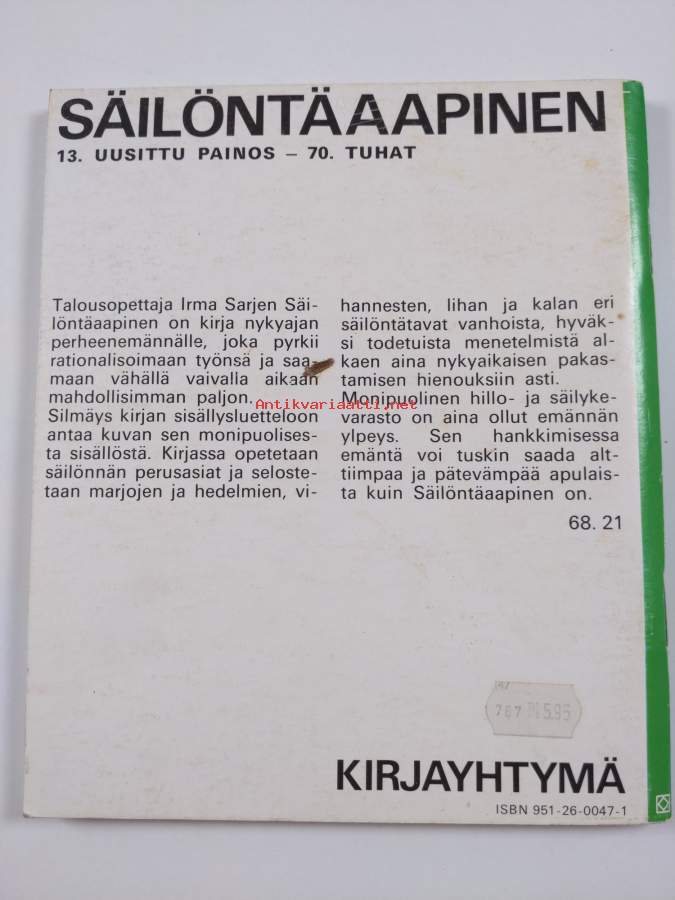 SÄILÖNTÄAAPINEN
13. UUSITTU PAINOS – 70. TUHAT
Talousopettaja Irma Sarjen Säi-
löntäaapinen on kirja nykyajan
perheenemännälle, joka pyrkii
rationalisoimaan työnsä ja saa-
maan vähällä vaivalla aikaan
mahdollisimman paljon.
Silmäys kirjan sisällysluetteloon
antaa kuvan sen monipuolises-
ta sisällöstä. Kirjassa opetetaan
säilönnän perusasiat ja seloste-
taan marjojen ja hedelmien, vi-
hannesten, lihan ja kalan eri
säilöntätavat vanhoista, hyväk-
si todetuista menetelmistä al-
kaen aina nykyaikaisen pakas-
tamisen hienouksiin asti.
Monipuolinen hillo- ja säilyke-
varasto on aina ollut emännän
ylpeys. Sen hankkimisessa
emäntä voi tuskin saada alt-
tiimpaa ja pätevämpää apulais-
ta kuin Säilöntäaapinen on.
68.21
Antikvariaatti.net
767 5.95
KIRJAYHTYMÄ
ISBN 951-26-0047-1